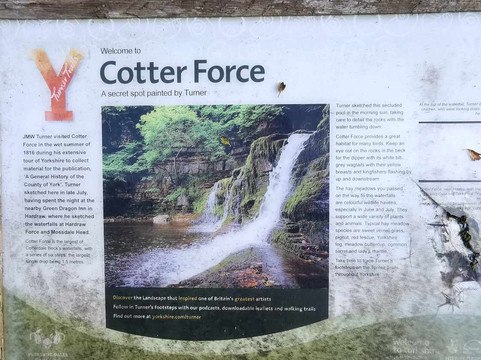 Welcome to
Cotter Force
A secret spot painted by Turner
Y
Turner Trails
JMW Turner visited Cotter
Force in the wet summer of
1816 during his extensive
tour of Yorkshire to collect
material for the publication,
'A General History of the
County of York'. Turner
sketched here in late July,
having spent the night at the
nearby Green Dragon Inn in
Hardraw, where he sketched
the waterfalls at Hardraw
Force and Mossdale Head.
Cotter Force is the largest of
Cotterdale Beck's waterfalls, with
a series of six steps, the largest
single drop being
Turner sketched this secluded
pool in the morning sun, taking
care to detail the rocks with the
water tumbling down.
Cotter Force provides a great
habitat for many birds. Keep an
eye out on the rocks in the beck
for the dipper with its white bib,
grey wagtails with their yellow
breasts and kingfishers flashing by
up and downstream.
The hay meadows you passed
on the way to the waterfall,
are colourful wildlife havens,
especially in June and July. They
support a wide variety of plants
and animals. Typical hay meadow
species are sweet vernal grass,
pignut, red fescue, Yorkshire
fog, meadow buttercup, common
sorrel and lady's mantle.
Take time to follow Turner's
footsteps on the Turner Trails
throughout Yorkshire.
Discover the Landscape that inspired one of Britain's greatest artists
Follow in Turner's footsteps with our podcasts, downloadable leaflets and walking trails
Find out more at yorkshire.com/turner